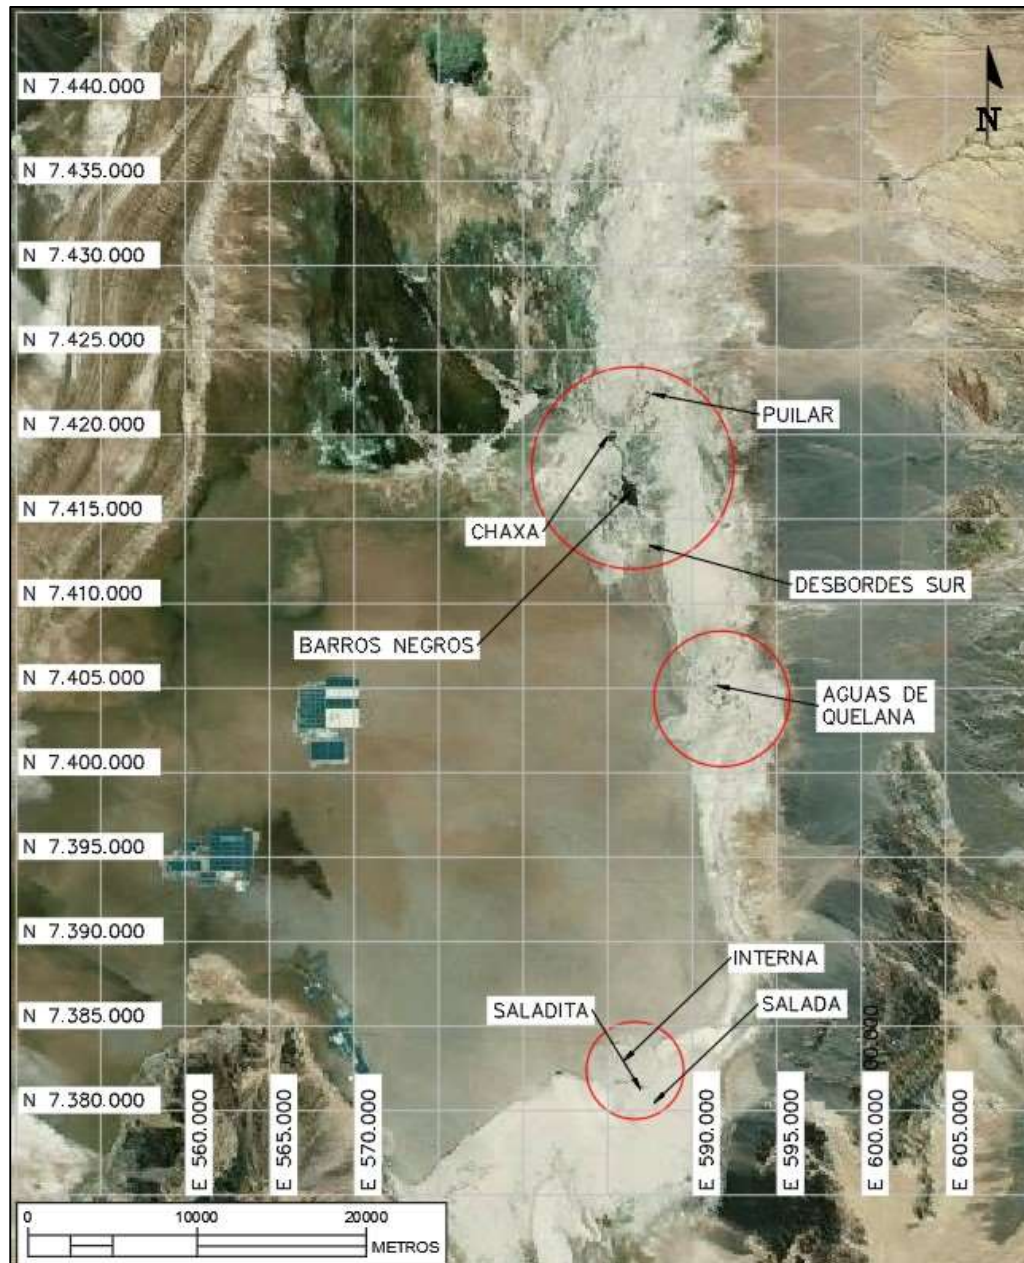 N 7.440.000
N
N 7.435.000
N 7.430.000
N 7.425.000
PUILAR
N 7.420.000
N 7.415.000
CHAXA
DESBORDES SUR
N 7.410.000
BARROS NEGROS
N 7.405.000
AGUAS DE
QUELANA
N 7.400.000
N 7.395.000
N 7.390.000
INTERNA
SALADITA
SALADA
N 7.385.000
00.000
N 7.380.000
E 560.000
E 565.000
E 570.000
E 590.000
E 595.000
E 600.000
E 605.000
0
10000
20000
METROS